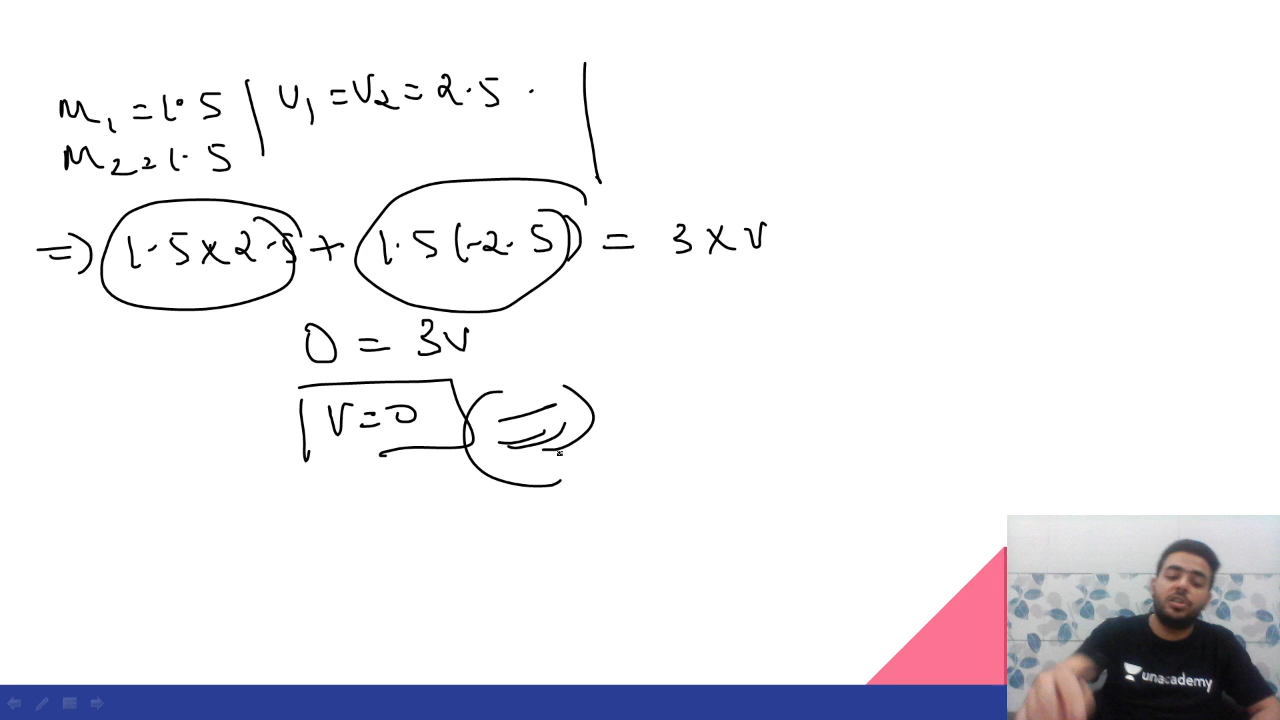 M₁ = 1.5 | U₁ = V₂ = 2.5 .
M₂ = 1.5
=) 1.5 x 2.5 + 1.5 (-2.5) = 3 x V
0 = 3V
V = 0
unacademy